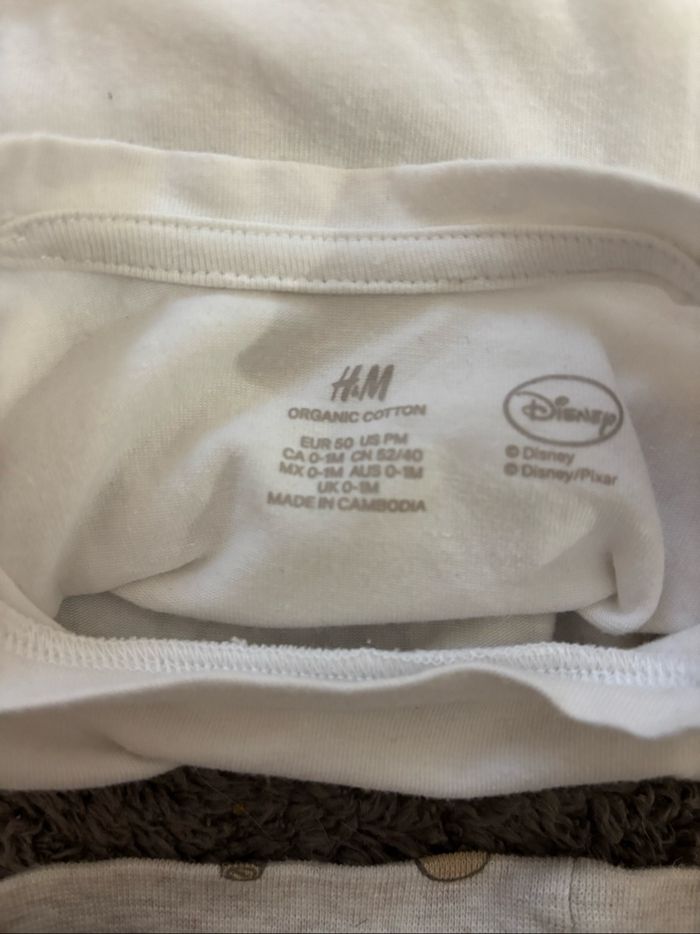 H&M
ORGANIC COTTON
EUR 50 US PM
CA 0-1M CN 52/40
MX 0-1M AUS 0-1M
UK 0-1M
MADE IN CAMBODIA
Disney
© Disney
© Disney/Pixar